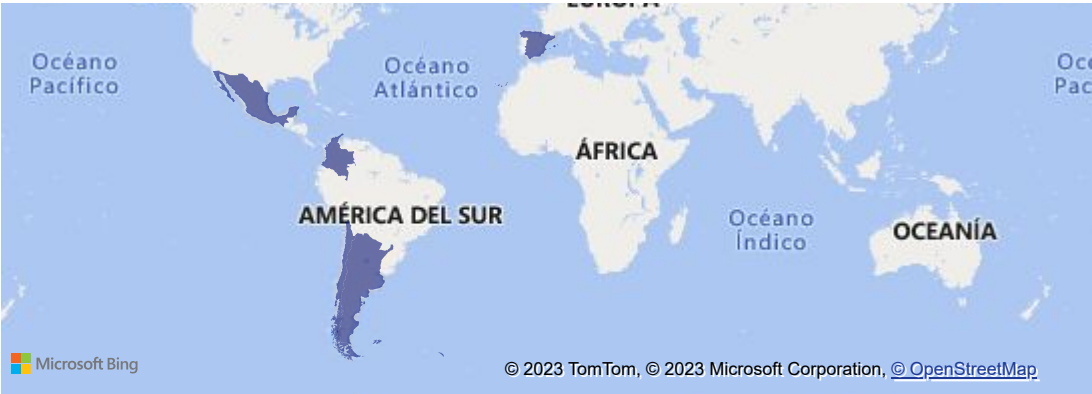 EUROPA
Océano
Pacífico
Océano
Atlántico
ÁFRICA
AMÉRICA DEL SUR
Océano
Índico
OCEANÍA
Microsoft Bing
© 2023 TomTom, © 2023 Microsoft Corporation, © OpenStreetMap